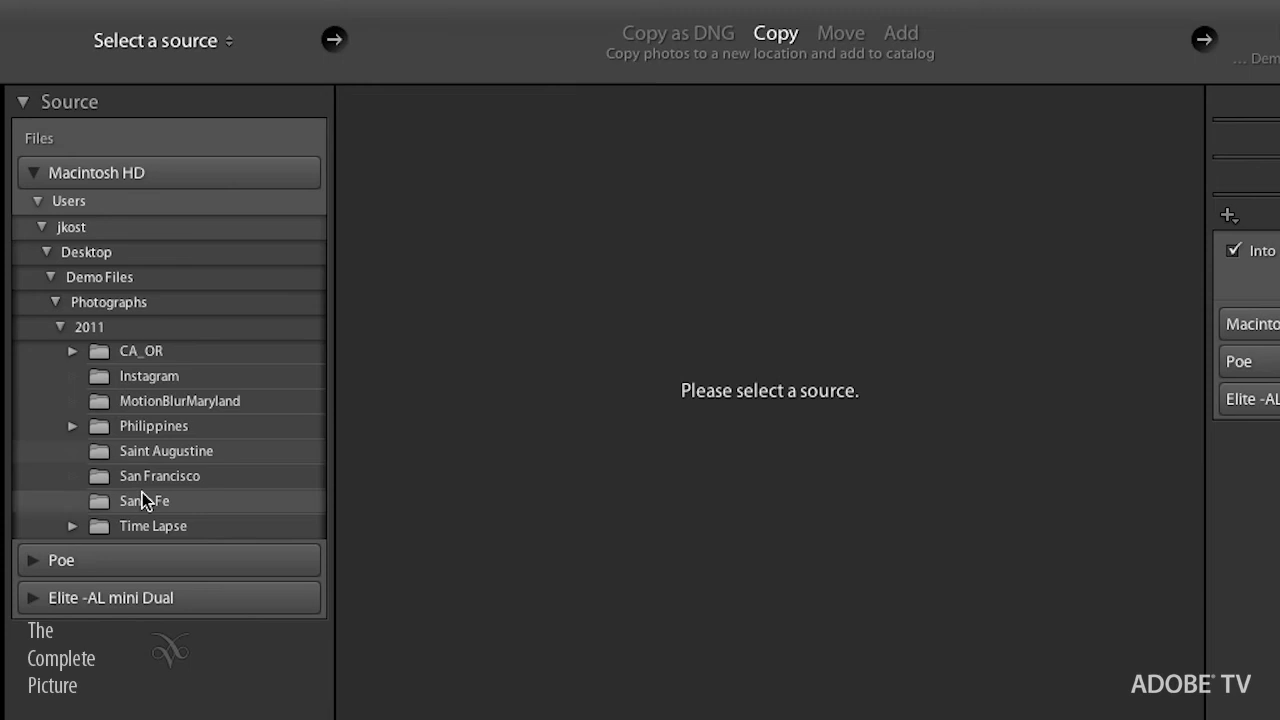 Select a source
Copy as DNG Copy Move Add
Copy photos to a new location and add to catalog
... Dem
Source
Files
Macintosh HD
Users
jkost
Desktop
Demo Files
Photographs
2011
CA_OR
Instagram
MotionBlurMaryland
Philippines
Saint Augustine
San Francisco
Fe
Time Lapse
Poe
Elite -AL mini Dual
Please select a source.
Into
Macinto
Poe
Elite -AL
The
Complete
Picture
ADOBE® TV